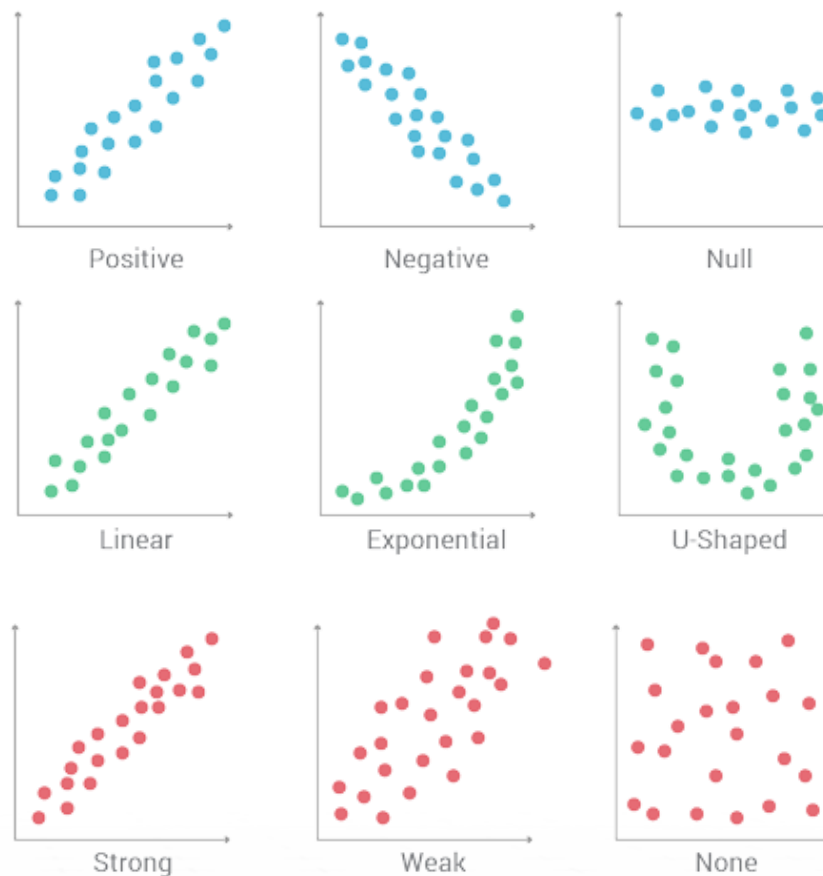 Positive
Negative
Null
Linear
Exponential
U-Shaped
Strong
Weak
None